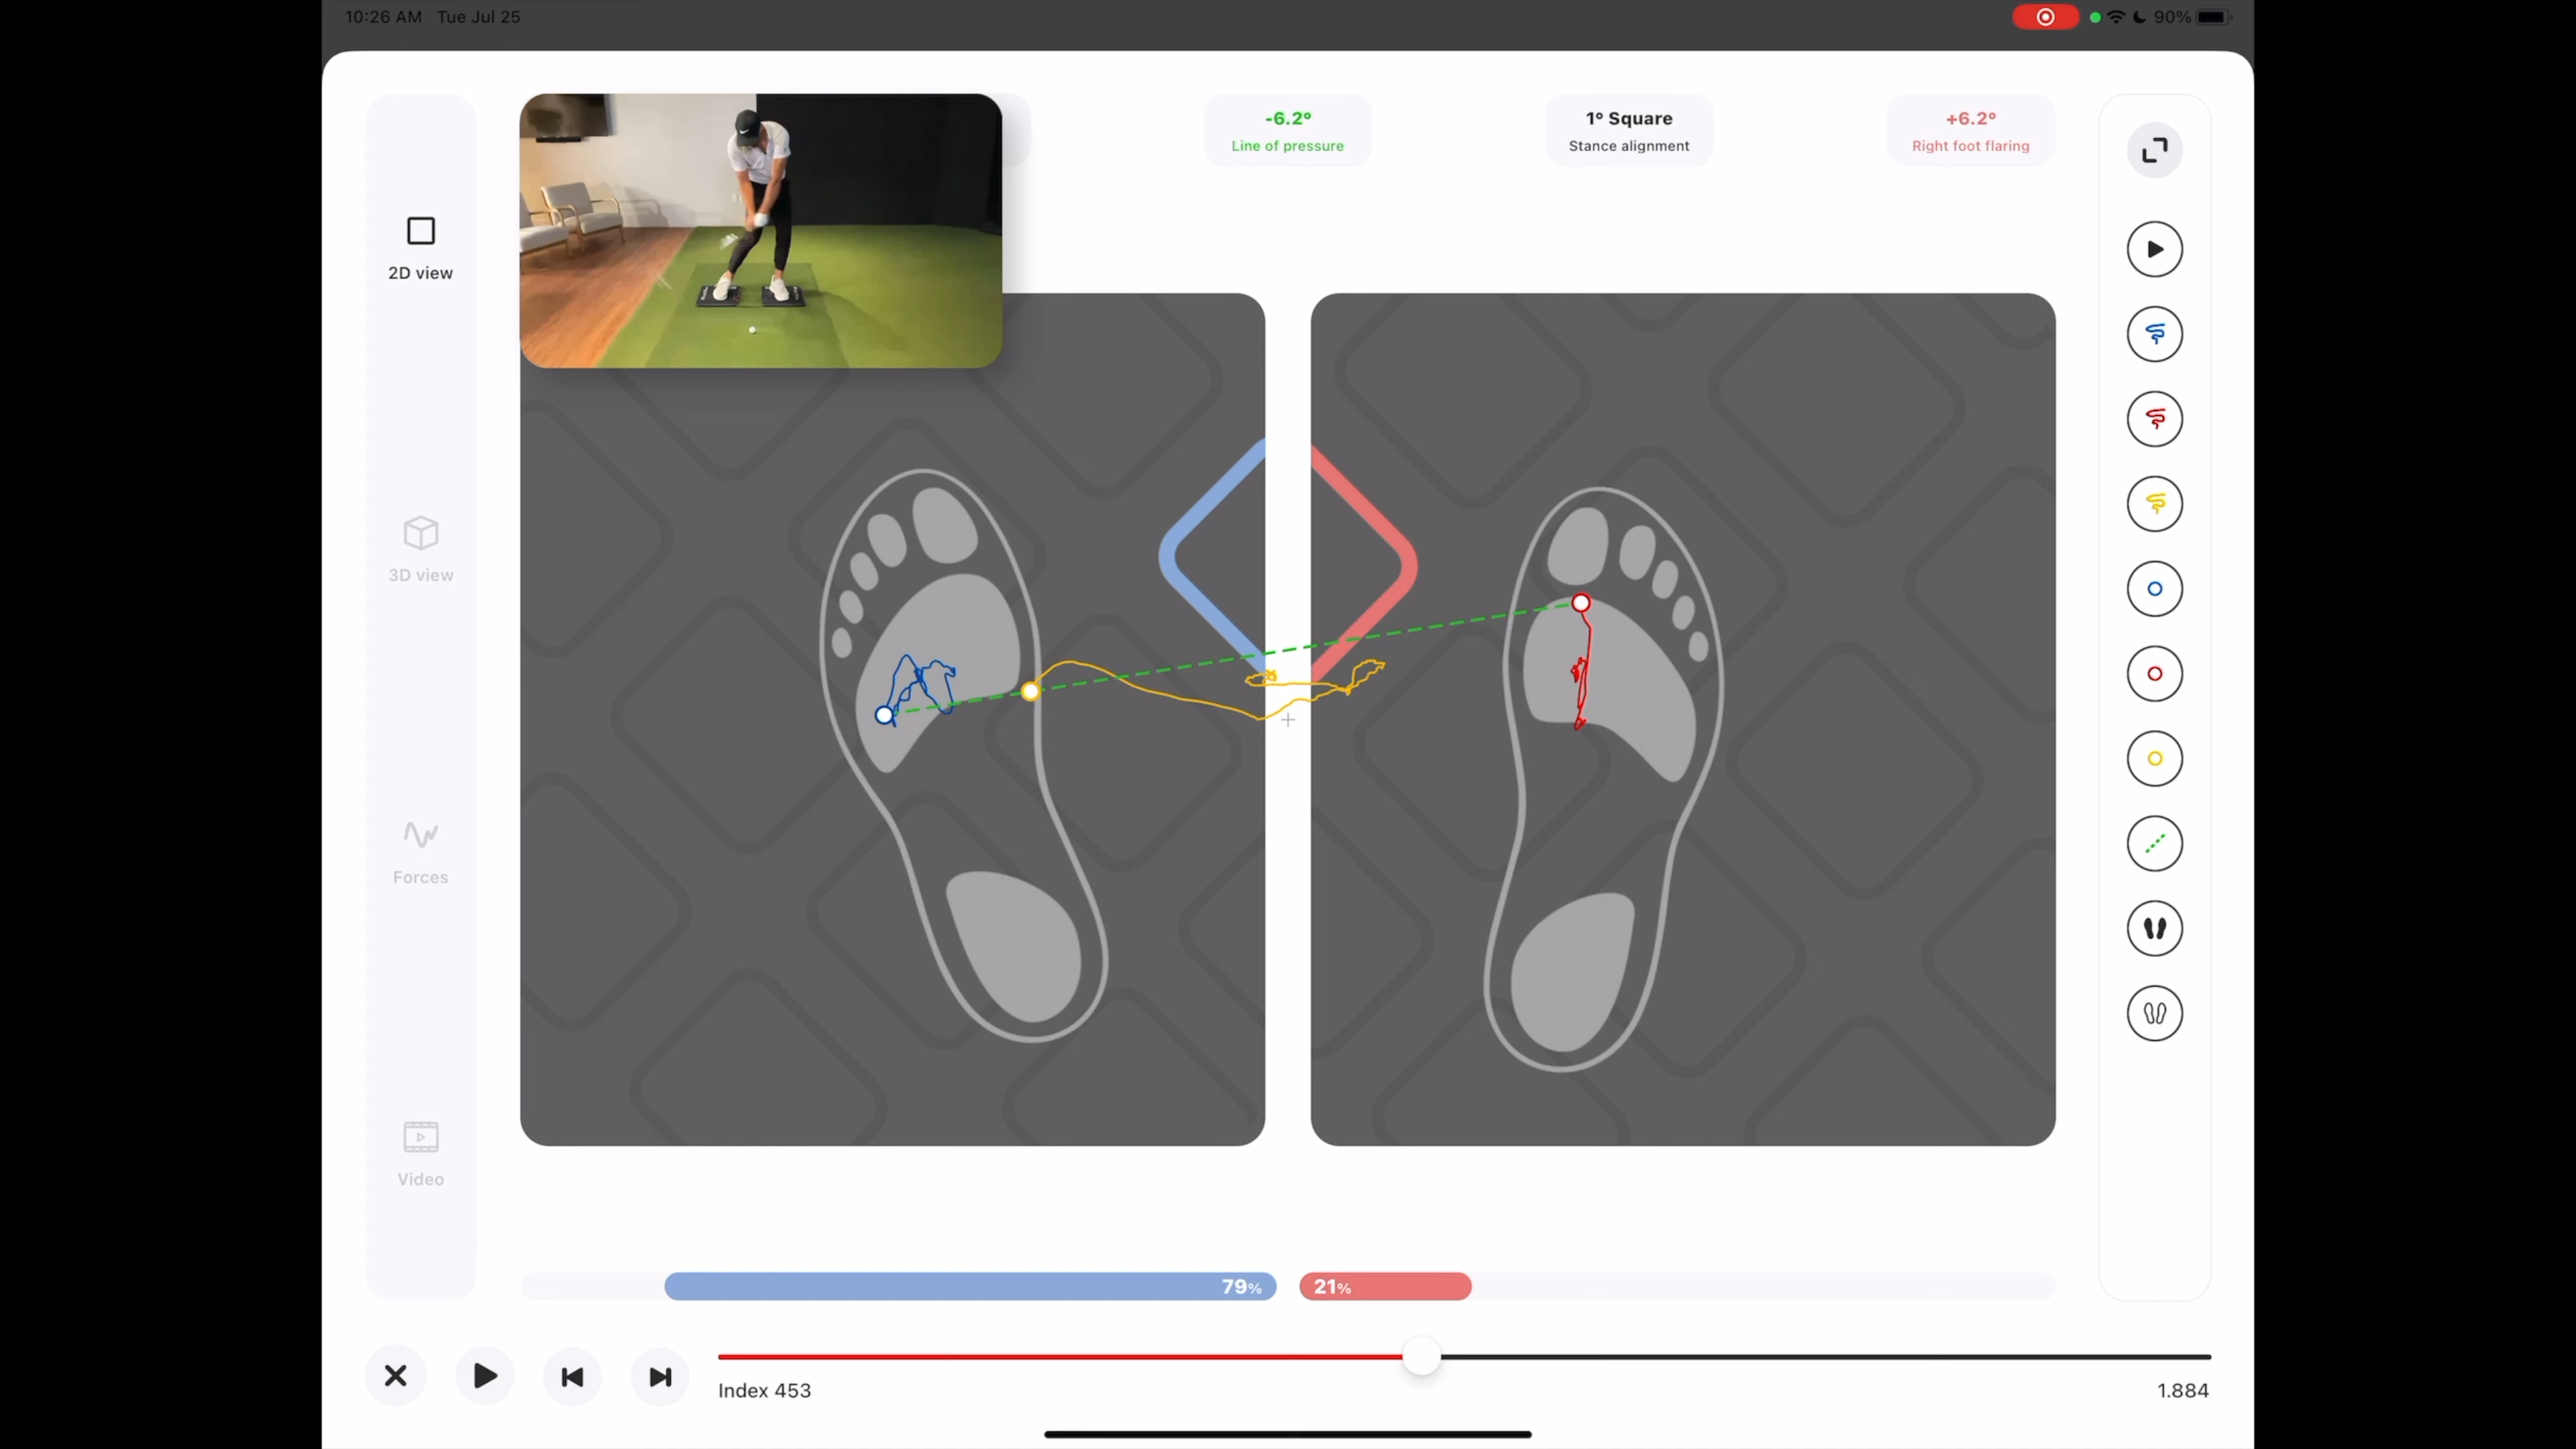 10:26 AM Tue Jul 25
90%
-6.2°
Line of pressure
1° Square
Stance alignment
+6.2°
Right foot flaring
2D view
3D view
Forces
Video
79%
21%
Index 453
1.884